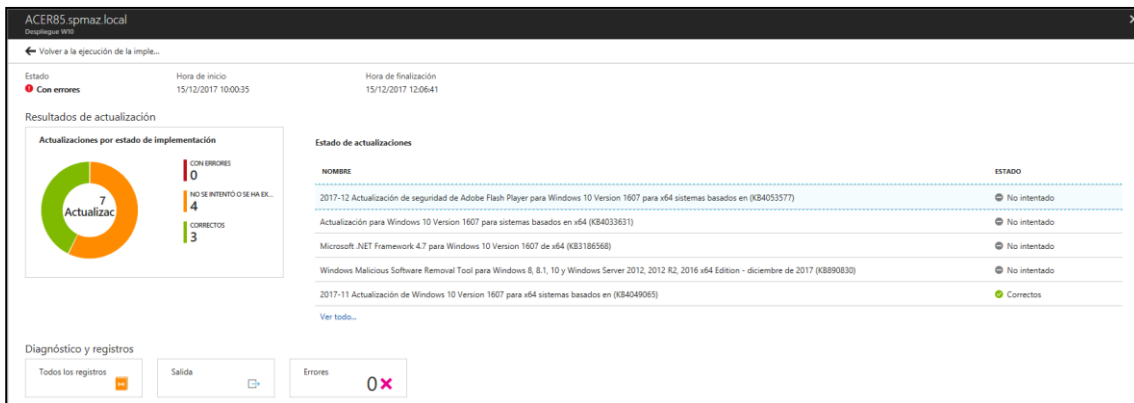 ACER85.spmaz.local
Despliegue W10
Volver a la ejecución de la imple...
Estado
Hora de inicio
Hora de finalización
Con errores
15/12/2017 10:00:35
15/12/2017 12:06:41
Resultados de actualización
Actualizaciones por estado de implementación
7
Actualizac
CON ERRORES
0
NO SE INTENTÓ O SE HA EX...
4
CORRECTOS
3
Estado de actualizaciones
NOMBRE
ESTADO
2017-12 Actualización de seguridad de Adobe Flash Player para Windows 10 Version 1607 para x64 sistemas basados en (KB4053577)
No intentado
Actualización para Windows 10 Version 1607 para sistemas basados en x64 (KB4033631)
No intentado
Microsoft .NET Framework 4.7 para Windows 10 Version 1607 de x64 (KB3186568)
No intentado
Windows Malicious Software Removal Tool para Windows 8, 8.1, 10 y Windows Server 2012, 2012 R2, 2016 x64 Edition - diciembre de 2017 (KB890830)
No intentado
2017-11 Actualización de Windows 10 Version 1607 para x64 sistemas basados en (KB4049065)
Correctos
Ver todo...
Diagnóstico y registros
Todos los registros
Salida
Errores
0